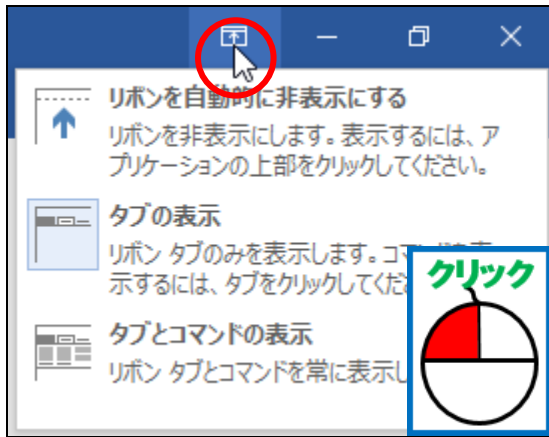 リボンを自動的に非表示にする
リボンを非表示にします。表示するには、ア
プリケーションの上部をクリックしてください。
タブの表示
リボン タブのみを表示します。コマンドを表
示するには、タブをクリックしてくだ
タブとコマンドの表示
リボン タブとコマンドを常に表示し
クリック